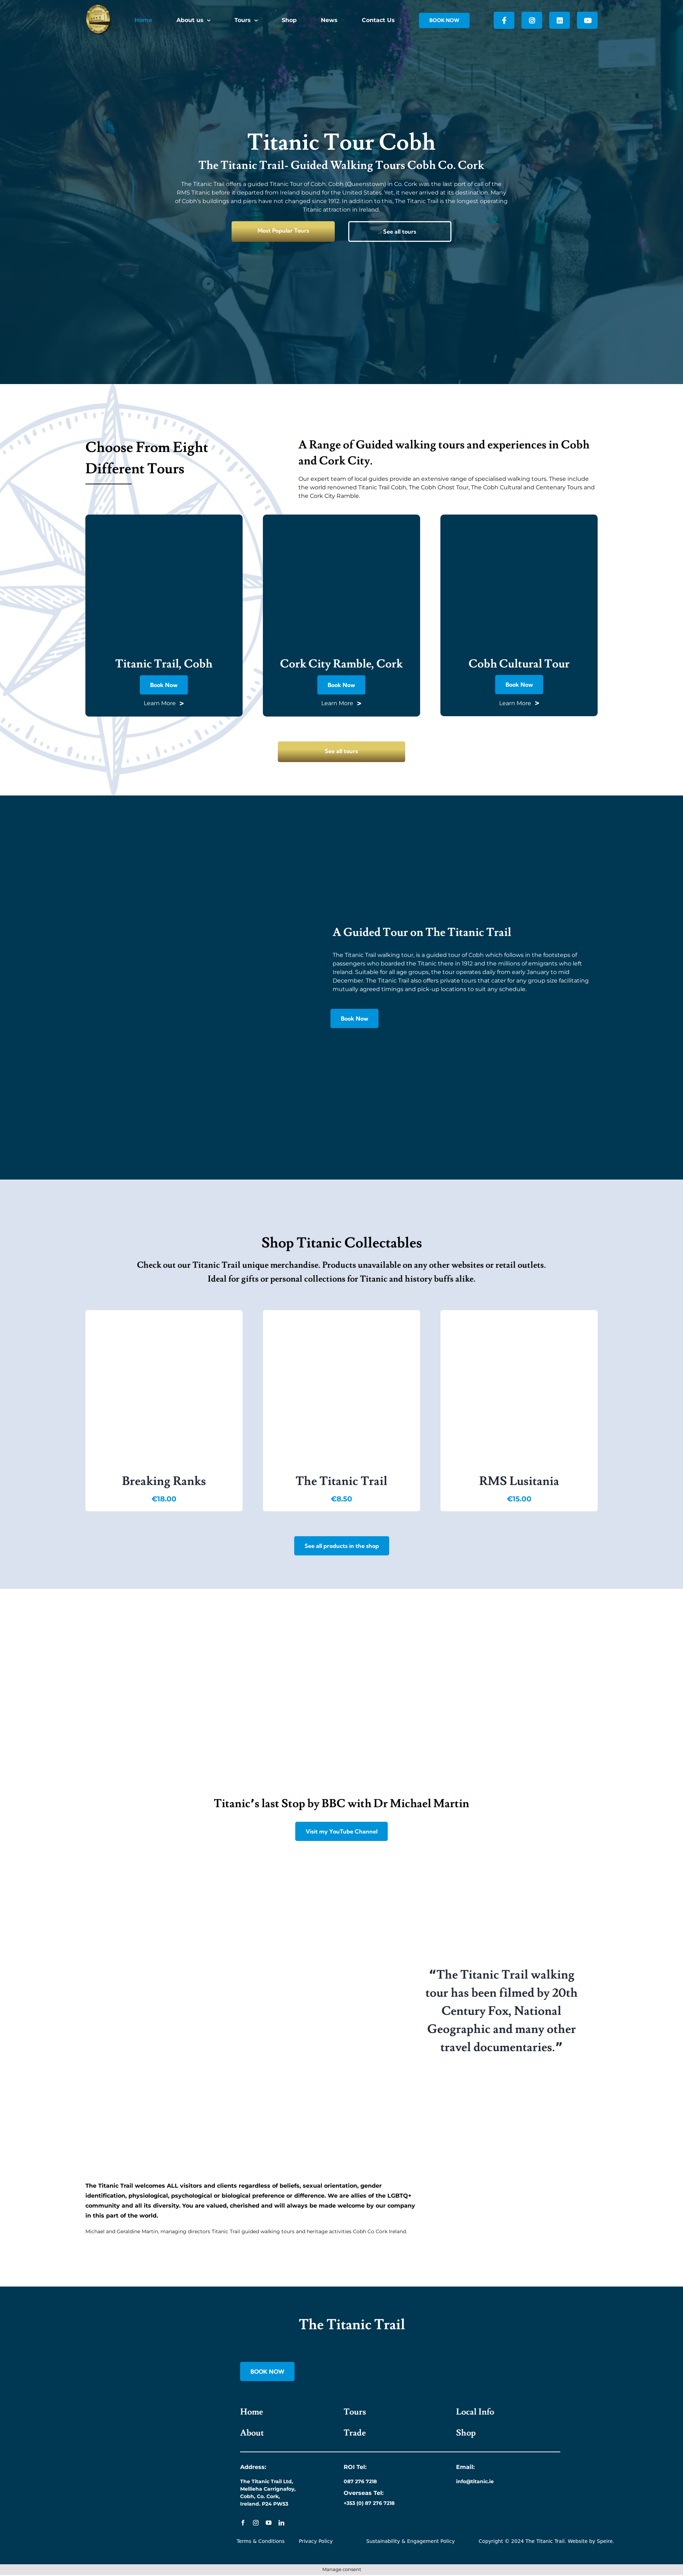 Home
About us
Tours
Shop
News
Contact Us
BOOK NOW
Titanic Tour Cobh
The Titanic Trail- Guided Walking Tours Cobh Co. Cork
The Titanic Trail offers a guided Titanic Tour of Cobh. Cobh (Queenstown) in Co. Cork was the last port of call of the
RMS Titanic before it departed from Ireland bound for the United States. Yet, it never arrived at its destination. Many
of Cobh's buildings and piers have not changed since 1912. In addition to this, The Titanic Trail is the longest operating
Titanic attraction in Ireland.
Most Popular Tours
See all tours
Choose From Eight
Different Tours
A Range of Guided walking tours and experiences in Cobh
and Cork City.
Our expert team of local guides provide an extensive range of specialised walking tours. These include
the world renowned Titanic Trail Cobh, The Cobh Ghost Tour, The Cobh Cultural and Centenary Tours and
the Cork City Ramble.
Titanic Trail, Cobh
Book Now
Learn More >
Cork City Ramble, Cork
Book Now
Learn More >
Cobh Cultural Tour
Book Now
Learn More >
See all tours
A Guided Tour on The Titanic Trail
The Titanic Trail walking tour, is a guided tour of Cobh which follows in the footsteps of
passengers who boarded the Titanic there in 1912 and the millions of emigrants who left
Ireland. Suitable for all age groups, the tour operates daily from early January to mid
December. The Titanic Trail also offers private tours that cater for any group size facilitating
mutually agreed timings and pick-up locations to suit any schedule.
Book Now
Shop Titanic Collectables
Check out our Titanic Trail unique merchandise. Products unavailable on any other websites or retail outlets.
Ideal for gifts or personal collections for Titanic and history buffs alike.
Breaking Ranks
€18.00
The Titanic Trail
€8.50
RMS Lusitania
€15.00
See all products in the shop
Titanic's last Stop by BBC with Dr Michael Martin
Visit my YouTube Channel
"The Titanic Trail walking
tour has been filmed by 20th
Century Fox, National
Geographic and many other
travel documentaries."
The Titanic Trail welcomes ALL visitors and clients regardless of beliefs, sexual orientation, gender
identification, physiological, psychological or biological preference or difference. We are allies of the LGBTQ+
community and all its diversity. You are valued, cherished and will always be made welcome by our company
in this part of the world.
Michael and Geraldine Martin, managing directors Titanic Trail guided walking tours and heritage activities Cobh Co Cork Ireland.
The Titanic Trail
BOOK NOW
Home
Tours
Local Info
About
Trade
Shop
Address:
The Titanic Trail Ltd,
Mellieha Carrignafoy,
Cobh, Co. Cork,
Ireland. P24 PW53
ROI Tel:
087 276 7218
Overseas Tel:
+353 (0) 87 276 7218
Email:
info@titanic.ie
Terms & Conditions
Privacy Policy
Sustainability & Engagement Policy
Copyright © 2024 The Titanic Trail. Website by Speire.
Manage consent